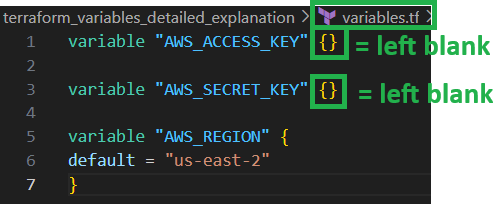 terraform_variables_detailed_explanation > variables.tf >
1 variable "AWS_ACCESS_KEY" {} = left blank
2
3 variable "AWS_SECRET_KEY" {} = left blank
4
5 variable "AWS_REGION" {
6 default = "us-east-2"
7 }